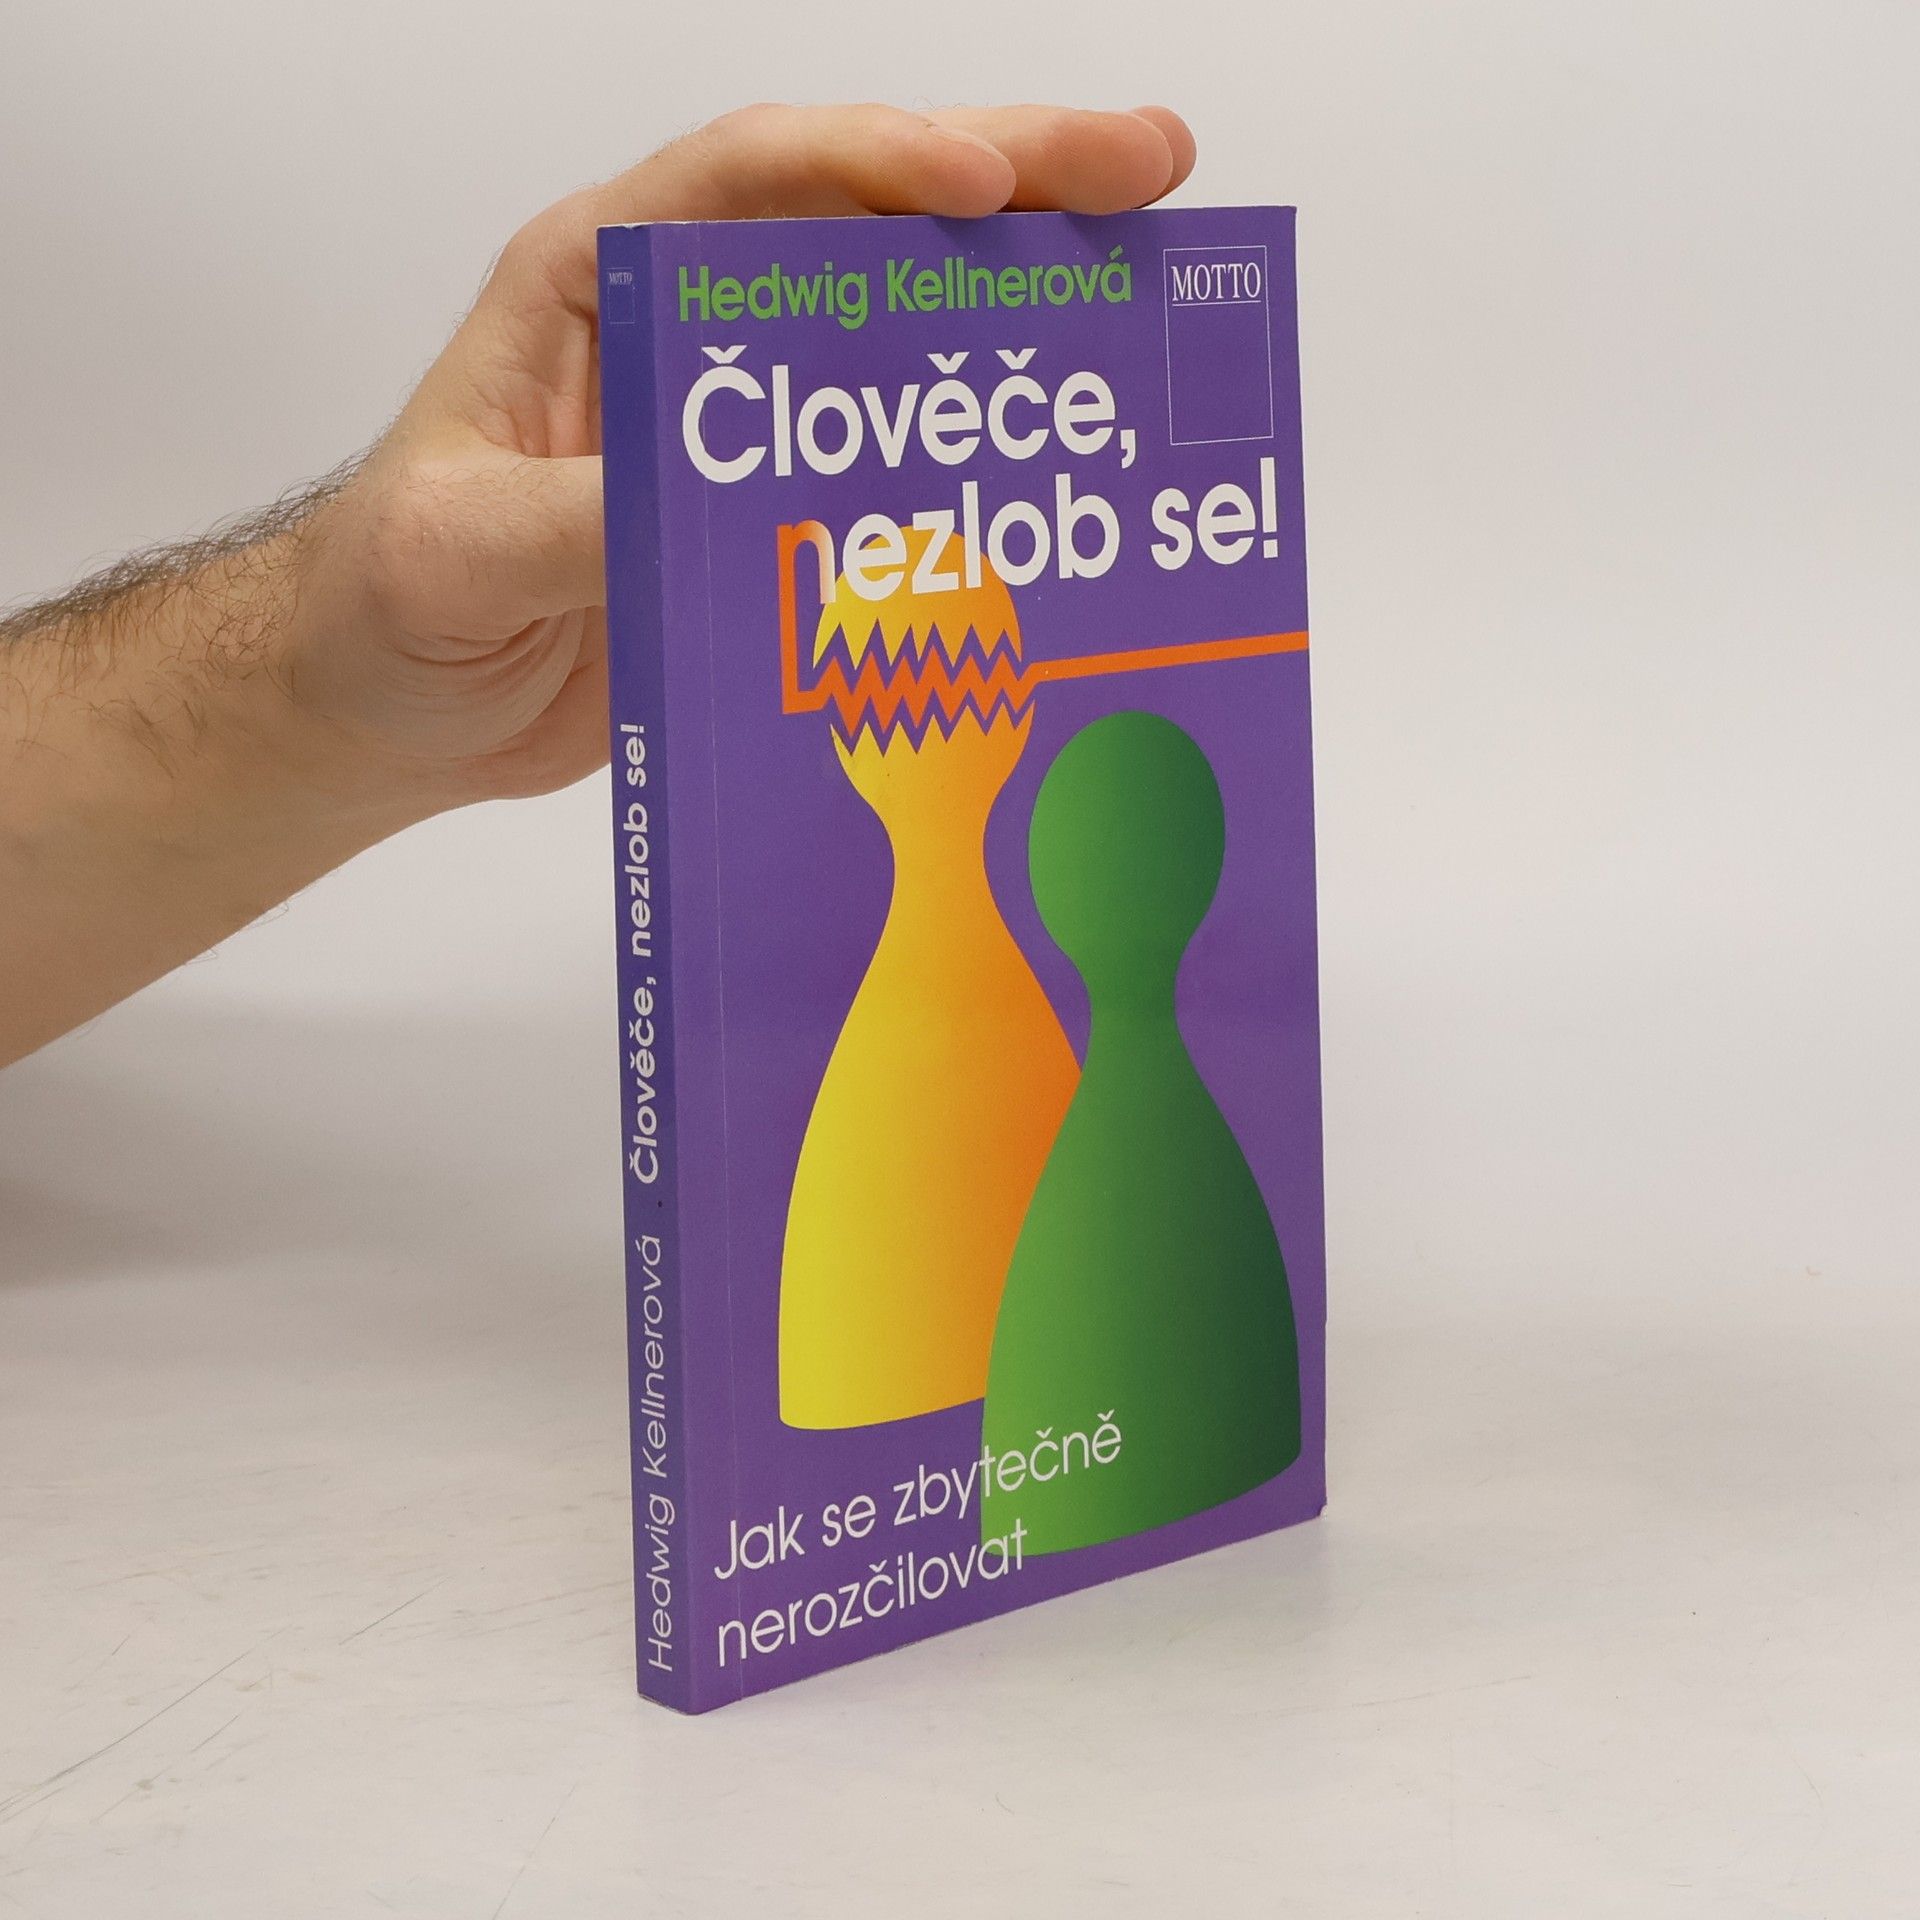 Hedwig Kellnerová
MOTTO
Člověče,
nezlob se!
Jak se zbytečně
nerozčilovat
MOTTO
Hedwig Kellnerová . Člověče, nezlob se!